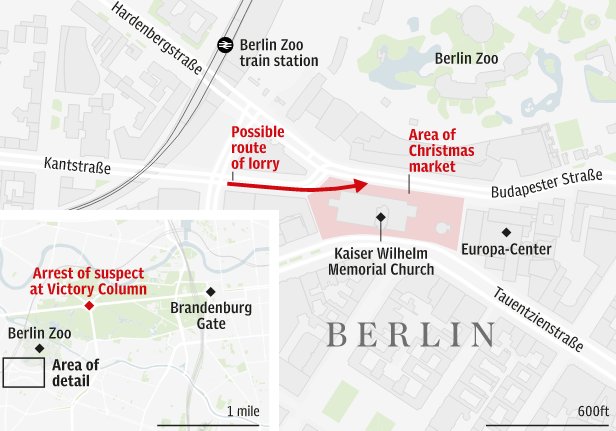 Hardenbergstraße
Berlin Zoo
train station
Berlin Zoo
Possible
route
of lorry
Area of
Christmas
market
Kantstraße
Budapester Straße
Kaiser Wilhelm
Memorial Church
Europa-Center
Tauentzienstraße
BERLIN
600ft
Arrest of suspect
at Victory Column
Brandenburg
Gate
Berlin Zoo
Area of
detail
1 mile